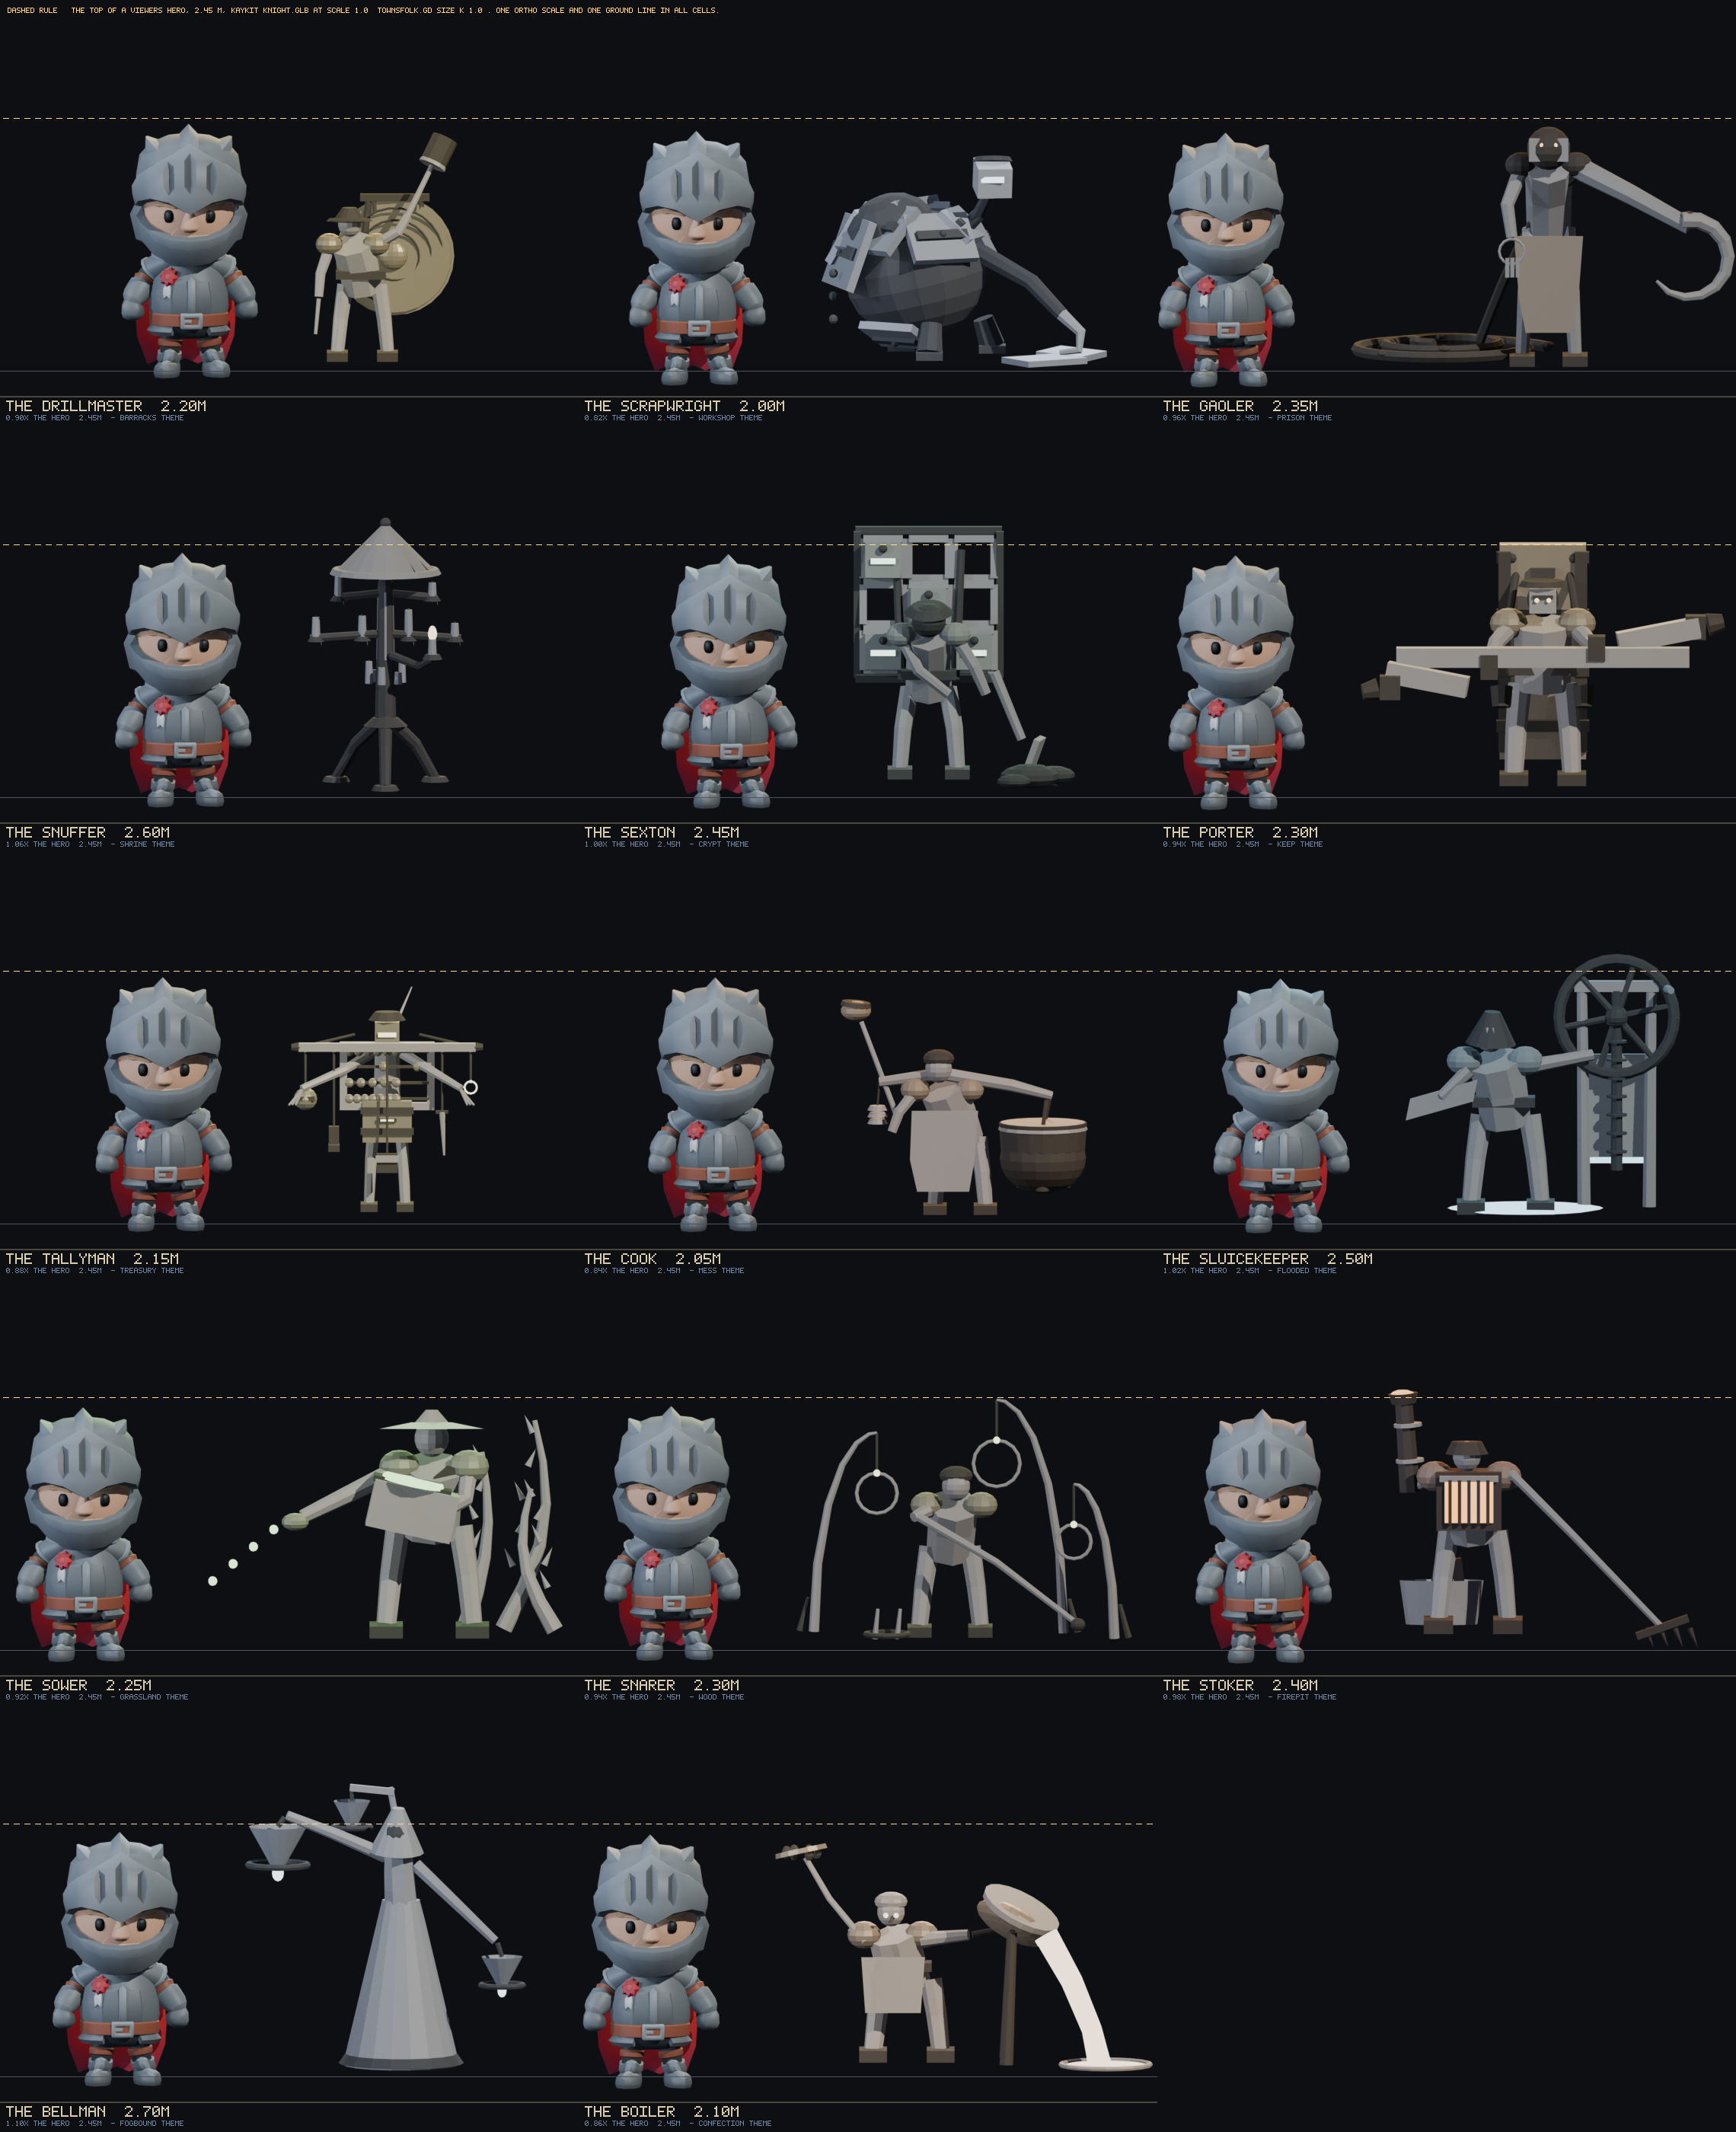 DASHED RULE   THE TOP OF A VIEWERS HERO, 2.45 M, KAYKIT KNIGHT.GLB AT SCALE 1.0  TOWNSFOLK.GD SIZE K 1.0 . ONE ORTHO SCALE AND ONE GROUND LINE IN ALL CELLS.
THE DRILLMASTER  2.20M
0.90X THE HERO  2.45M  - BARRACKS THEME
THE SCRAPWRIGHT  2.00M
0.82X THE HERO  2.45M  - WORKSHOP THEME
THE GAOLER  2.35M
0.96X THE HERO  2.45M  - PRISON THEME
THE SNUFFER  2.60M
1.06X THE HERO  2.45M  - SHRINE THEME
THE SEXTON  2.45M
1.00X THE HERO  2.45M  - CRYPT THEME
THE PORTER  2.30M
0.94X THE HERO  2.45M  - KEEP THEME
THE TALLYMAN  2.15M
0.88X THE HERO  2.45M  - TREASURY THEME
THE COOK  2.05M
0.84X THE HERO  2.45M  - MESS THEME
THE SLUICEKEEPER  2.50M
1.02X THE HERO  2.45M  - FLOODED THEME
THE SOWER  2.25M
0.92X THE HERO  2.45M  - GRASSLAND THEME
THE SNARER  2.30M
0.94X THE HERO  2.45M  - WOOD THEME
THE STOKER  2.40M
0.98X THE HERO  2.45M  - FIREPIT THEME
THE BELLMAN  2.70M
1.10X THE HERO  2.45M  - FOGBOUND THEME
THE BOILER  2.10M
0.86X THE HERO  2.45M  - CONFECTION THEME